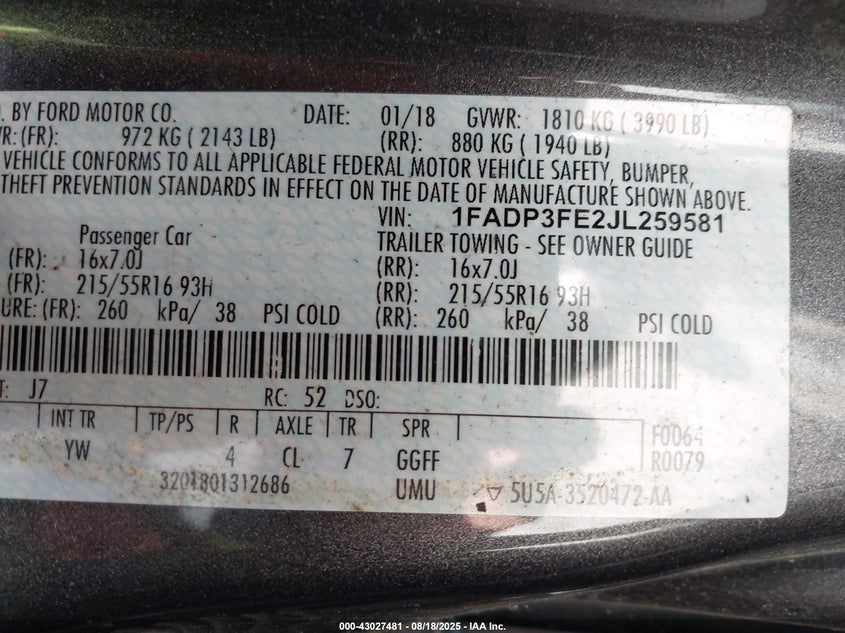 . BY FORD MOTOR CO. DATE: 01/18 GVWR: 1810 KG ( 3990 LB)
WR: (FR): 972 KG ( 2143 LB) (RR): 880 KG ( 1940 LB)
VEHICLE CONFORMS TO ALL APPLICABLE FEDERAL MOTOR VEHICLE SAFETY, BUMPER,
THEFT PREVENTION STANDARDS IN EFFECT ON THE DATE OF MANUFACTURE SHOWN ABOVE.
VIN: 1FADP3FE2JL259581
Passenger Car TRAILER TOWING - SEE OWNER GUIDE
(FR): 16x7.0J (RR): 16x7.0J
(FR): 215/55R16 93H (RR): 215/55R16 93H
URE: (FR): 260 kPa/ 38 PSI COLD (RR): 260 kPa/ 38 PSI COLD
T: J7 RC: 52 DSO:
INT TR TP/PS R AXLE TR SPR F0064
YW 4 CL 7 GGFF R0079
3201801312686 UMU ▽ 5U5A-3520472-AA
000-43027481 - 08/18/2025 - IAA Inc.